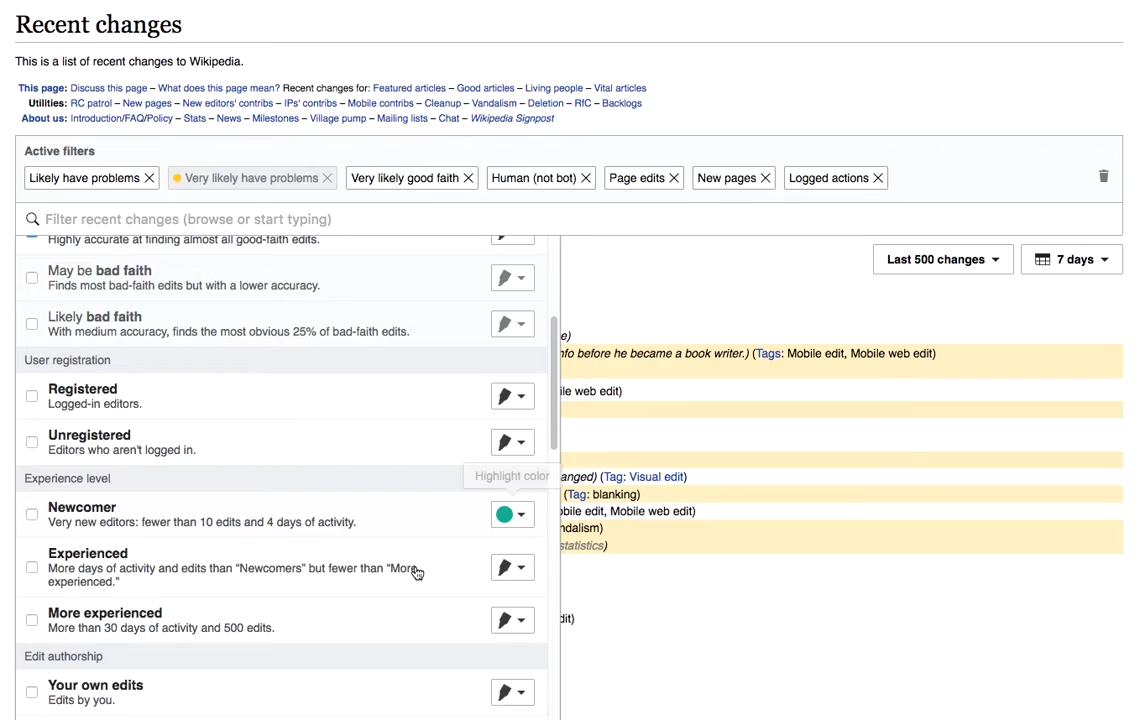 Recent changes
This is a list of recent changes to Wikipedia.
This page: Discuss this page – What does this page mean? Recent changes for: Featured articles – Good articles – Living people – Vital articles
Utilities: RC patrol – New pages – New editors' contribs – IPs' contribs – Mobile contribs – Cleanup – Vandalism – Deletion – RfC – Backlogs
About us: Introduction/FAQ/Policy – Stats – News – Milestones – Village pump – Mailing lists – Chat – Wikipedia Signpost
Active filters
Likely have problems Very likely have problems Very likely good faith Human (not bot) Page edits New pages Logged actions
Filter recent changes (browse or start typing)
Highly accurate at finding almost all good-faith edits.
Last 500 changes 7 days
May be bad faith
Finds most bad-faith edits but with a lower accuracy.
Likely bad faith
With medium accuracy, finds the most obvious 25% of bad-faith edits.
e)
nfo before he became a book writer.) (Tags: Mobile edit, Mobile web edit)
User registration
Registered
Logged-in editors.
ile web edit)
Unregistered
Editors who aren't logged in.
Experience level
Highlight color
anged) (Tag: Visual edit)
(Tag: blanking)
Newcomer
Very new editors: fewer than 10 edits and 4 days of activity.
obile edit, Mobile web edit)
ndalism)
statistics)
Experienced
More days of activity and edits than "Newcomers" but fewer than "More
experienced."
More experienced
More than 30 days of activity and 500 edits.
dit)
Edit authorship
Your own edits
Edits by you.